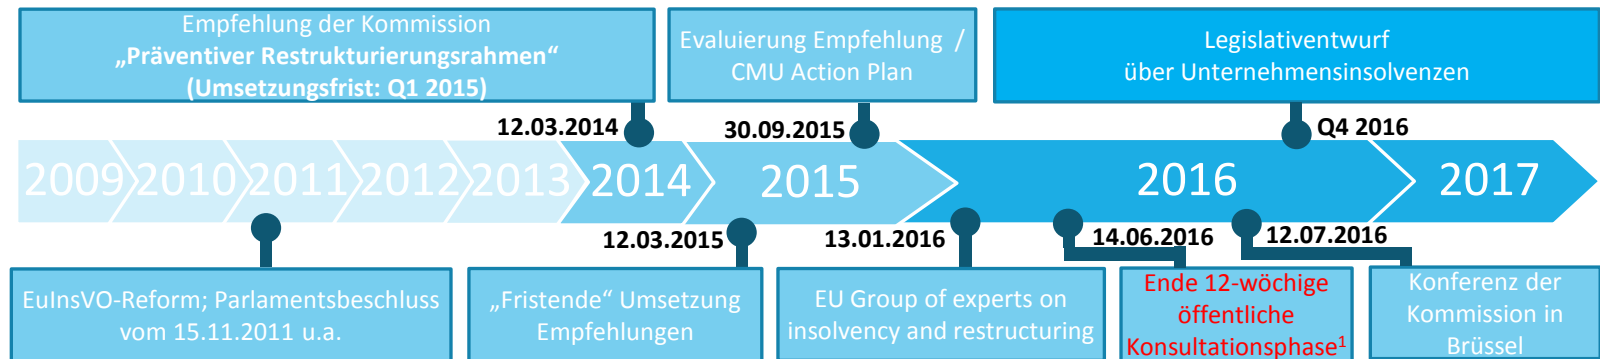 Empfehlung der Kommission
„Präventiver Restrukturierungsrahmen“
(Umsetzungsfrist: Q1 2015)
Evaluierung Empfehlung /
CMU Action Plan
Legislativentwurf
über Unternehmensinsolvenzen
12.03.2014
30.09.2015
Q4 2016
2009
2010
2011
2012
2013
2014
2015
2016
2017
12.03.2015
13.01.2016
14.06.2016
12.07.2016
EuInsVO-Reform; Parlamentsbeschluss
vom 15.11.2011 u.a.
„Fristende“ Umsetzung
Empfehlungen
EU Group of experts on
insolvency and restructuring
Ende 12-wöchige
öffentliche
Konsultationsphase¹
Konferenz der
Kommission in
Brüssel